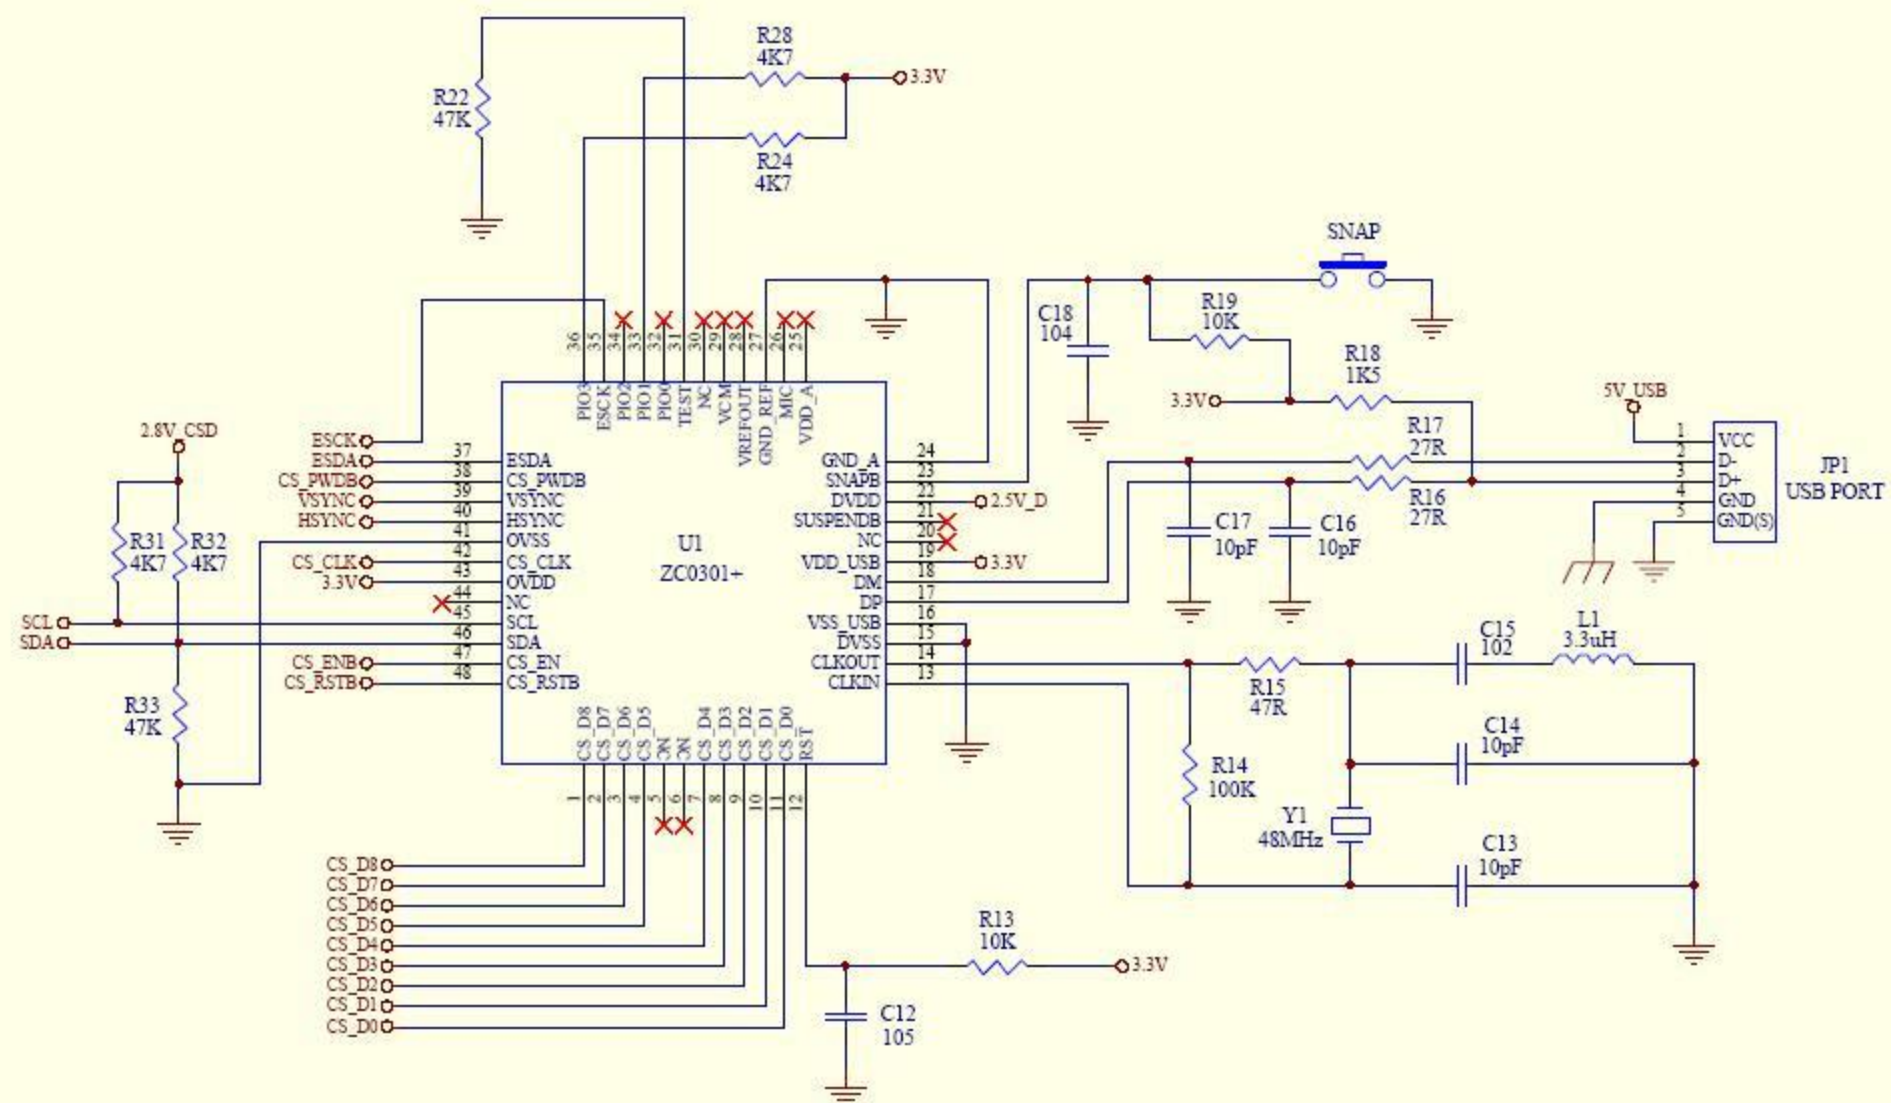 R28
4K7
3.3V
R22
47K
R24
4K7
SNAP
R19
10K
C18
104
R18
1K5
3.3V
5V_USB
36
35
34
33
32
31
30
29
28
27
26
25
PIO3
ESCK
PIO2
PIO1
PIO0
TEST
NC
VCM
VREFOUT
GND_REF
MIC
VDD_A
2.8V_CSD
ESCK
ESDA
CS_PWDB
VSYNC
HSYNC
CS_CLK
3.3V
37
38
39
40
41
42
43
44
45
46
47
48
ESDA
CS_PWDB
VSYNC
HSYNC
OVSS
CS_CLK
OVDD
NC
SCL
SDA
CS_EN
CS_RSTB
U1
ZC0301+
GND_A
SNAPB
DVDD
SUSPENDB
NC
VDD_USB
DM
DP
VSS_USB
DVSS
CLKOUT
CLKIN
24
23
22
21
20
19
18
17
16
15
14
13
2.5V_D
3.3V
R17
27R
R16
27R
1
2
3
4
5
VCC
D-
D+
GND
GND(S)
JP1
USB PORT
C17
10pF
C16
10pF
R31
4K7
R32
4K7
SCL
SDA
CS_ENB
CS_RSTB
R33
47K
C15
102
L1
3.3uH
R15
47R
C14
10pF
R14
100K
Y1
48MHz
C13
10pF
CS_D8
CS_D7
CS_D6
CS_D5
NC
NC
CS_D4
CS_D3
CS_D2
CS_D1
CS_D0
RST
1
2
3
4
5
6
7
8
9
10
11
12
CS_D8
CS_D7
CS_D6
CS_D5
CS_D4
CS_D3
CS_D2
CS_D1
CS_D0
R13
10K
3.3V
C12
105